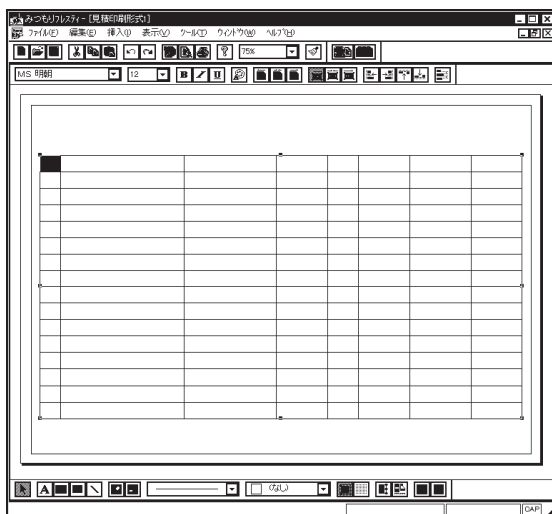 みつもりフレスティ - [見積印刷形式1]
ファイル(F) 編集(E) 挿入(I) 表示(V) ツール(T) ウィンドウ(W) ヘルプ(H)
75%
MS 明朝 12 B I U
A (なし)
CAP